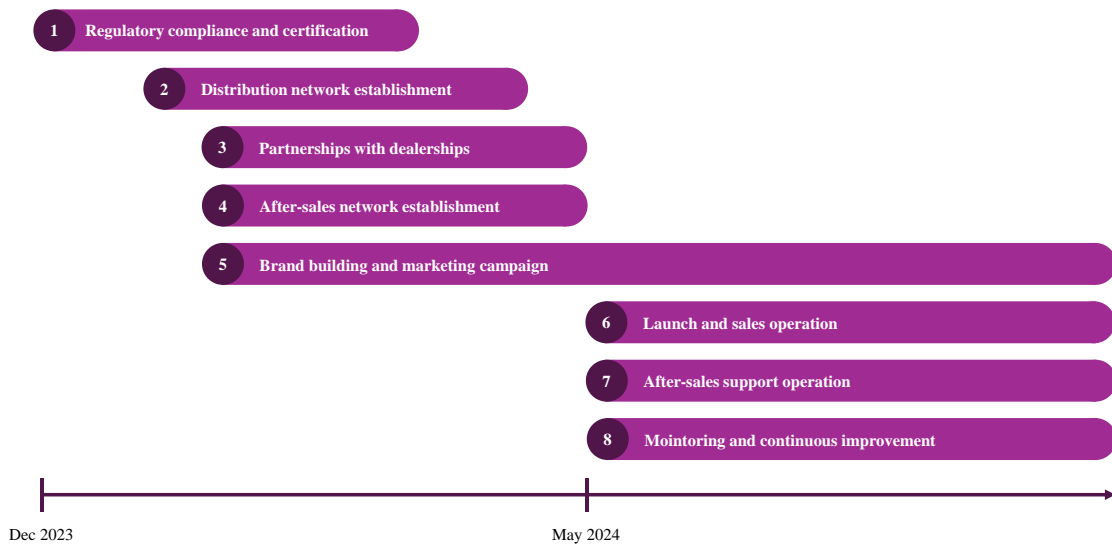 1 Regulatory compliance and certification
2 Distribution network establishment
3 Partnerships with dealerships
4 After-sales network establishment
5 Brand building and marketing campaign
6 Launch and sales operation
7 After-sales support operation
8 Mointoring and continuous improvement
Dec 2023 May 2024